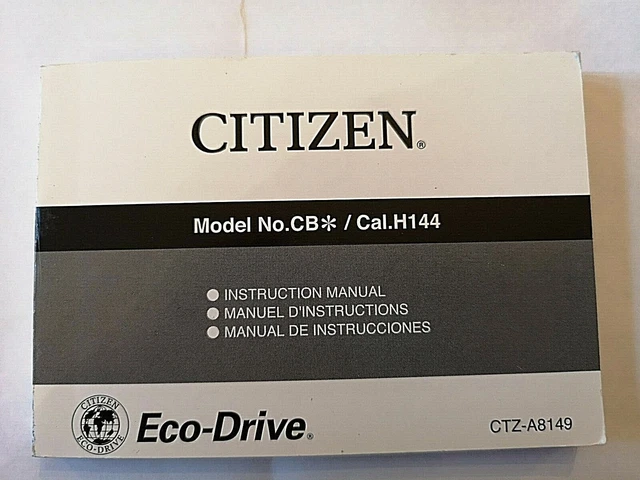 CITIZEN®
Model No.CB✻ / Cal.H144
● INSTRUCTION MANUAL
● MANUEL D'INSTRUCTIONS
● MANUAL DE INSTRUCCIONES
CITIZEN
ECO-DRIVE
Eco-Drive®
CTZ-A8149